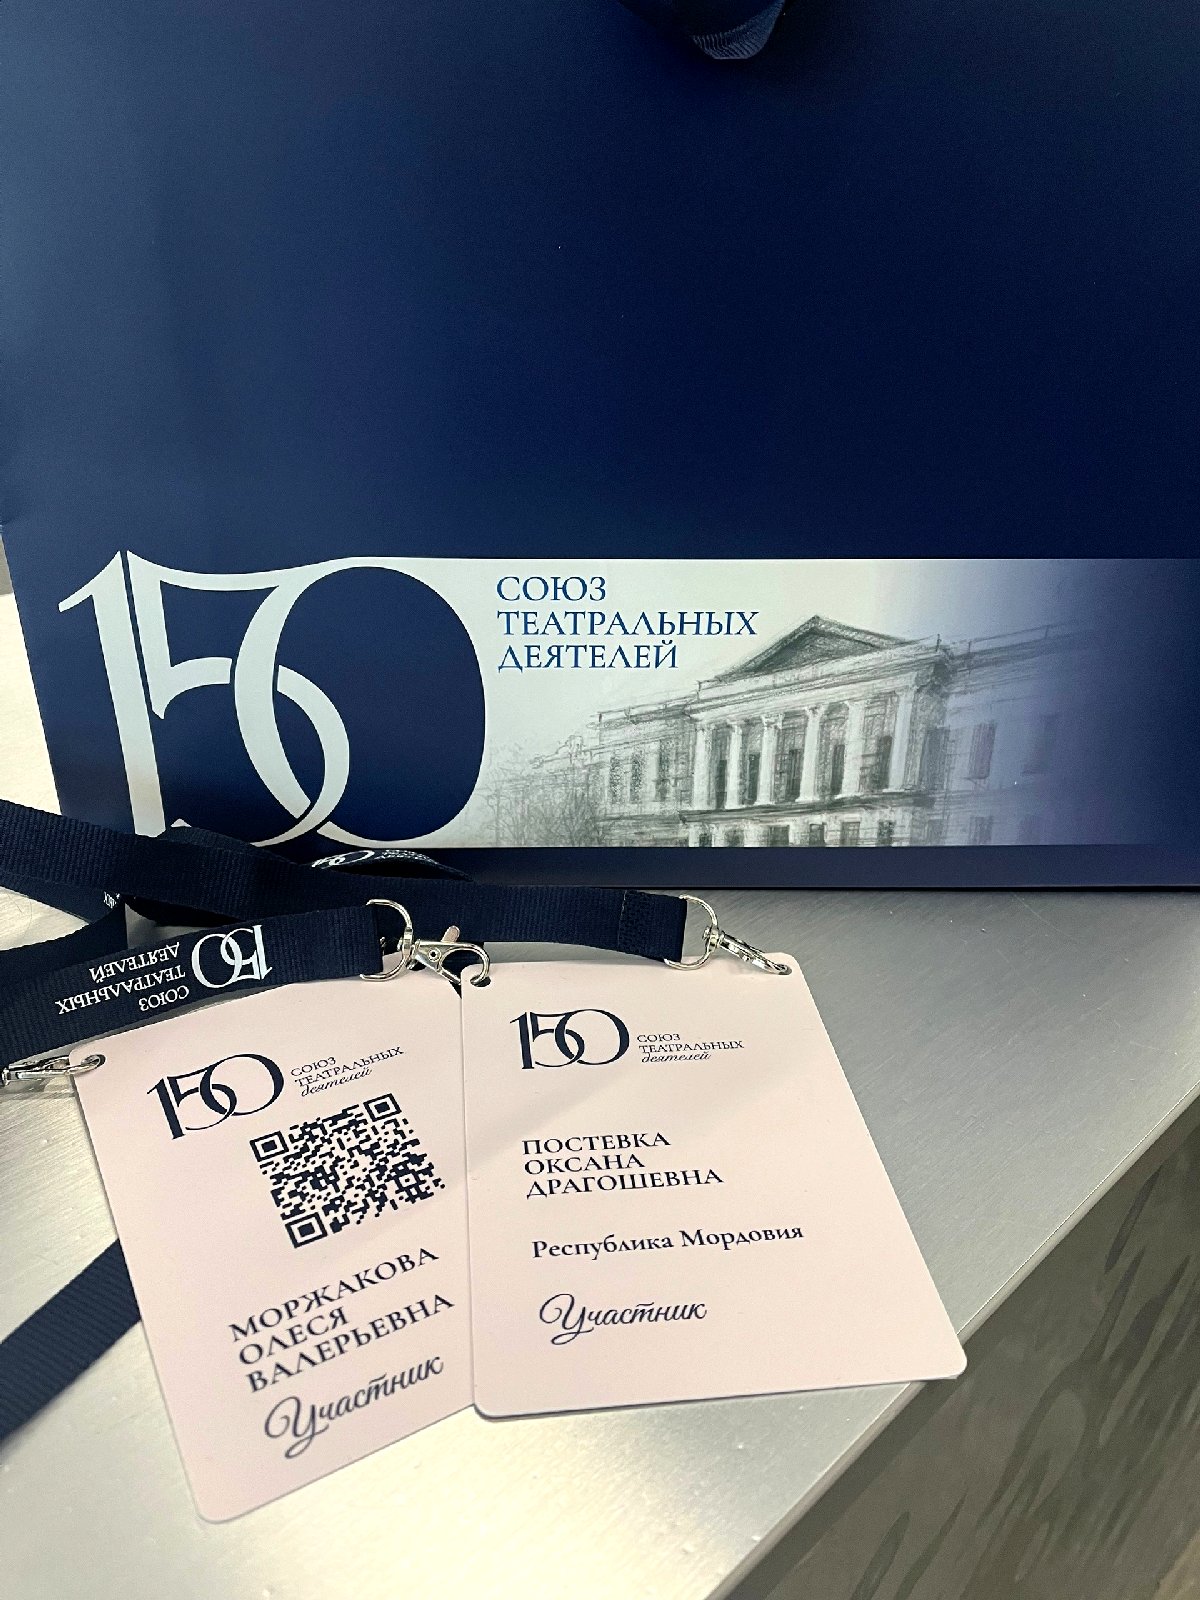 150
СОЮЗ
ТЕАТРАЛЬНЫХ
ДЕЯТЕЛЕЙ
150
150
СОЮЗ
ТЕАТРАЛЬНЫХ
ДЕЯТЕЛЕЙ
150
СОЮЗ
ТЕАТРАЛЬНЫХ
деятелей
МОРЖАКОВА
ОЛЕСЯ
ВАЛЕРЬЕВНА
Участник
150
СОЮЗ
ТЕАТРАЛЬНЫХ
деятелей
ПОСТЕВКА
ОКСАНА
ДРАГОШЕВНА
Республика Мордовия
Участник